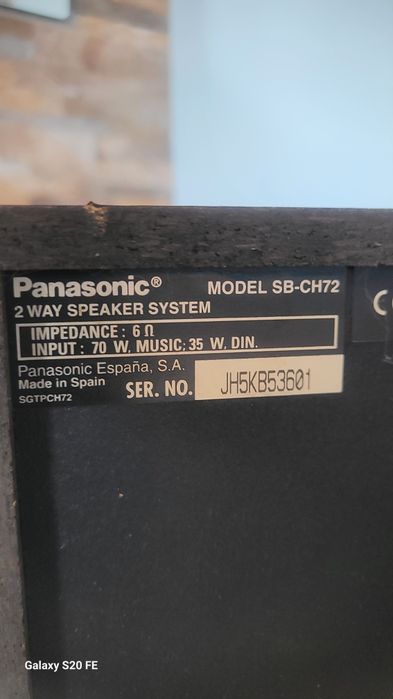 Panasonic® MODEL SB-CH72
2 WAY SPEAKER SYSTEM
IMPEDANCE : 6 Ω
INPUT : 70 W, MUSIC: 35 W, DIN.
Panasonic España, S.A.
Made in Spain SER. NO. JH5KB53601
SGTPCH72
Galaxy S20 FE